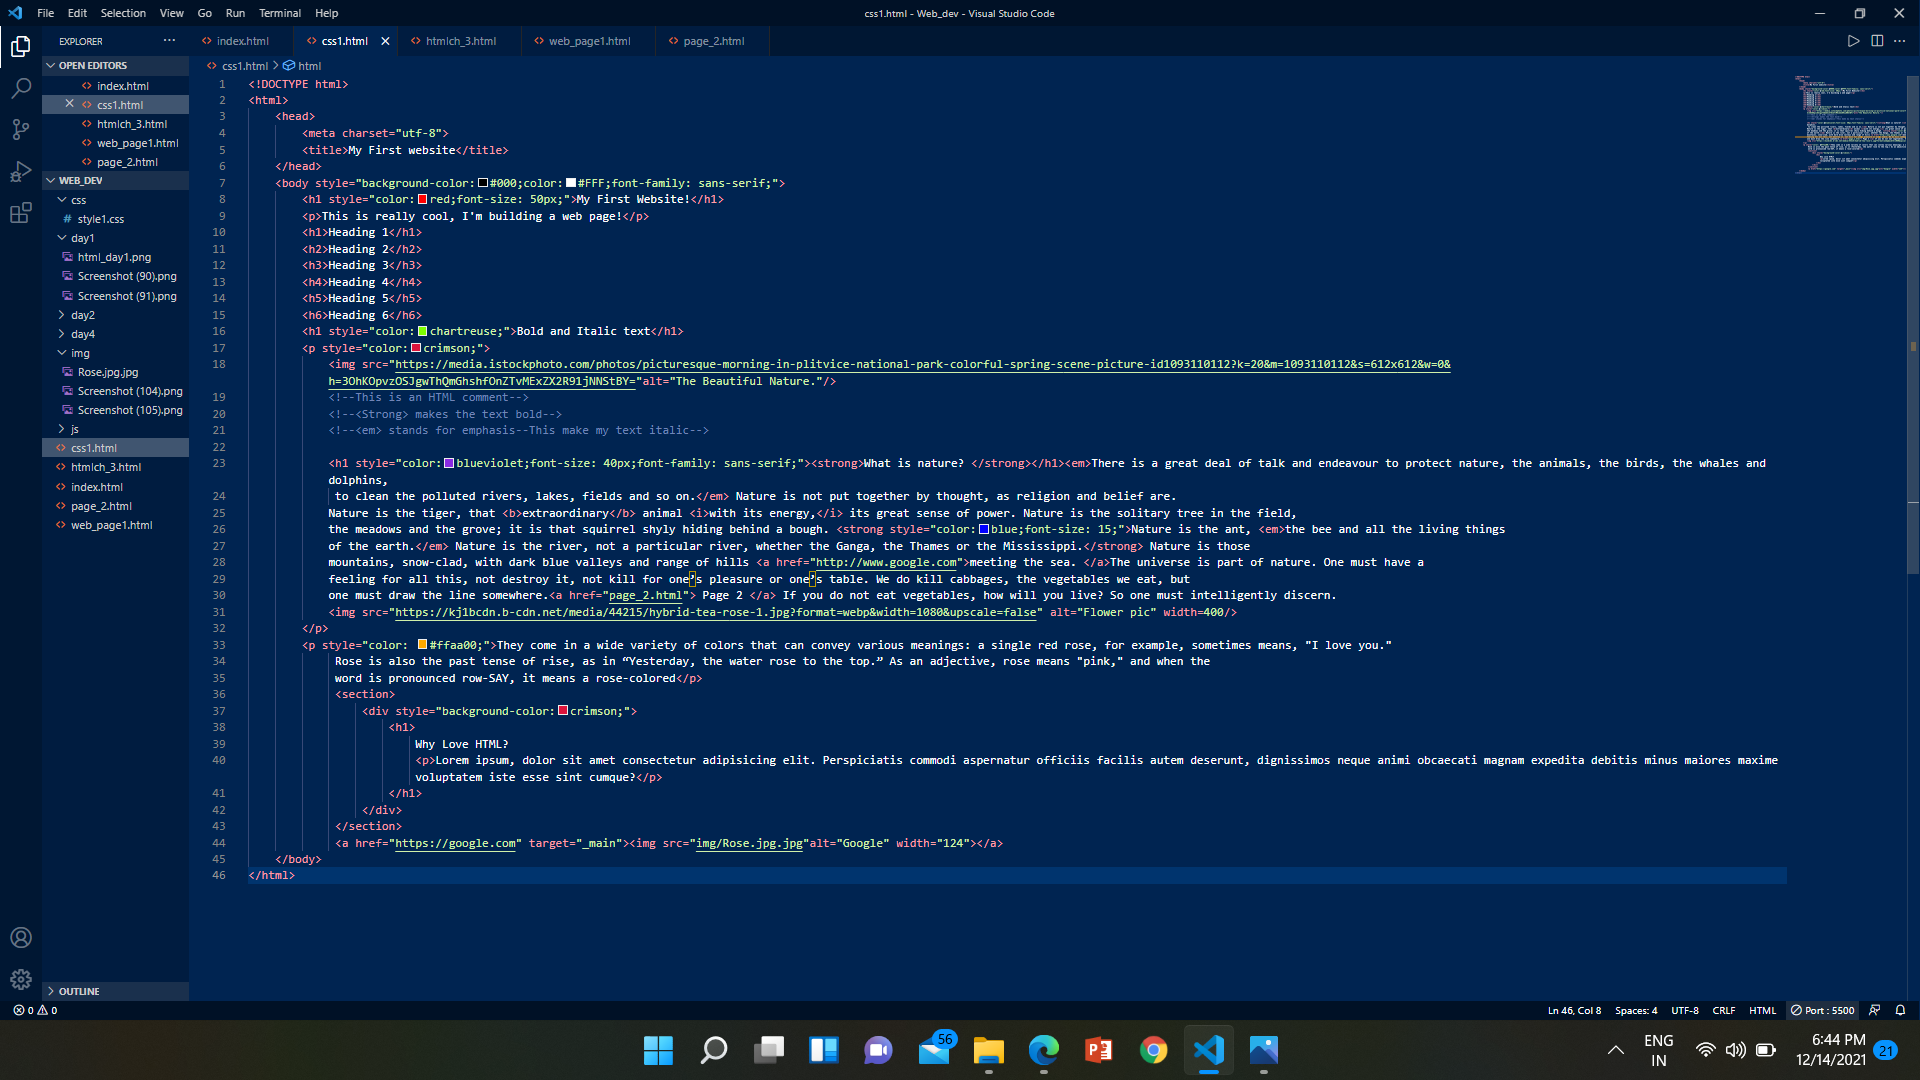 File Edit Selection View Go Run Terminal Help
css1.html - Web_dev - Visual Studio Code
EXPLORER
OPEN EDITORS
index.html
css1.html
htmlch_3.html
web_page1.html
page_2.html
WEB_DEV
css
style1.css
day1
html_day1.png
Screenshot (90).png
Screenshot (91).png
day2
day4
img
Rose.jpg.jpg
Screenshot (104).png
Screenshot (105).png
js
css1.html
htmlch_3.html
index.html
page_2.html
web_page1.html
OUTLINE
index.html css1.html htmlch_3.html web_page1.html page_2.html
css1.html > html
1 <!DOCTYPE html>
2 <html>
3 <head>
4 <meta charset="utf-8">
5 <title>My First website</title>
6 </head>
7 <body style="background-color:#000;color:#FFF;font-family: sans-serif;">
8 <h1 style="color:red;font-size: 50px;">My First Website!</h1>
9 <p>This is really cool, I'm building a web page!</p>
10 <h1>Heading 1</h1>
11 <h2>Heading 2</h2>
12 <h3>Heading 3</h3>
13 <h4>Heading 4</h4>
14 <h5>Heading 5</h5>
15 <h6>Heading 6</h6>
16 <h1 style="color:chartreuse;">Bold and Italic text</h1>
17 <p style="color:crimson;">
18 <img src="https://media.istockphoto.com/photos/picturesque-morning-in-plitvice-national-park-colorful-spring-scene-picture-id1093110112?k=20&m=1093110112&s=612x612&w=0&
h=3OhKOpvzOSJgwThQmGhshfOnZTvMExZX2R91jNNStBY="alt="The Beautiful Nature."/>
19 <!--This is an HTML comment-->
20 <!--<Strong> makes the text bold-->
21 <!--<em> stands for emphasis--This make my text italic-->
22
23 <h1 style="color:blueviolet;font-size: 40px;font-family: sans-serif;"><strong>What is nature? </strong></h1><em>There is a great deal of talk and endeavour to protect nature, the animals, the birds, the whales and
dolphins,
24 to clean the polluted rivers, lakes, fields and so on.</em> Nature is not put together by thought, as religion and belief are.
25 Nature is the tiger, that <b>extraordinary</b> animal <i>with its energy,</i> its great sense of power. Nature is the solitary tree in the field,
26 the meadows and the grove; it is that squirrel shyly hiding behind a bough. <strong style="color:blue;font-size: 15;">Nature is the ant, <em>the bee and all the living things
27 of the earth.</em> Nature is the river, not a particular river, whether the Ganga, the Thames or the Mississippi.</strong> Nature is those
28 mountains, snow-clad, with dark blue valleys and range of hills <a href="http://www.google.com">meeting the sea. </a>The universe is part of nature. One must have a
29 feeling for all this, not destroy it, not kill for one’s pleasure or one’s table. We do kill cabbages, the vegetables we eat, but
30 one must draw the line somewhere.<a href="page_2.html"> Page 2 </a> If you do not eat vegetables, how will you live? So one must intelligently discern.
31 <img src="https://kj1bcdn.b-cdn.net/media/44215/hybrid-tea-rose-1.jpg?format=webp&width=1080&upscale=false" alt="Flower pic" width=400/>
32 </p>
33 <p style="color: #ffaa00;">They come in a wide variety of colors that can convey various meanings: a single red rose, for example, sometimes means, "I love you."
34 Rose is also the past tense of rise, as in “Yesterday, the water rose to the top.” As an adjective, rose means "pink," and when the
35 word is pronounced row-SAY, it means a rose-colored</p>
36 <section>
37 <div style="background-color:crimson;">
38 <h1>
39 Why Love HTML?
40 <p>Lorem ipsum, dolor sit amet consectetur adipisicing elit. Perspiciatis commodi aspernatur officiis facilis autem deserunt, dignissimos neque animi obcaecati magnam expedita debitis minus maiores maxime
voluptatem iste esse sint cumque?</p>
41 </h1>
42 </div>
43 </section>
44 <a href="https://google.com" target="_main"><img src="img/Rose.jpg.jpg"alt="Google" width="124"></a>
45 </body>
46 </html>
0 0
Ln 46, Col 8 Spaces: 4 UTF-8 CRLF HTML Port : 5500
56
ENG
IN
6:44 PM
12/14/2021
21